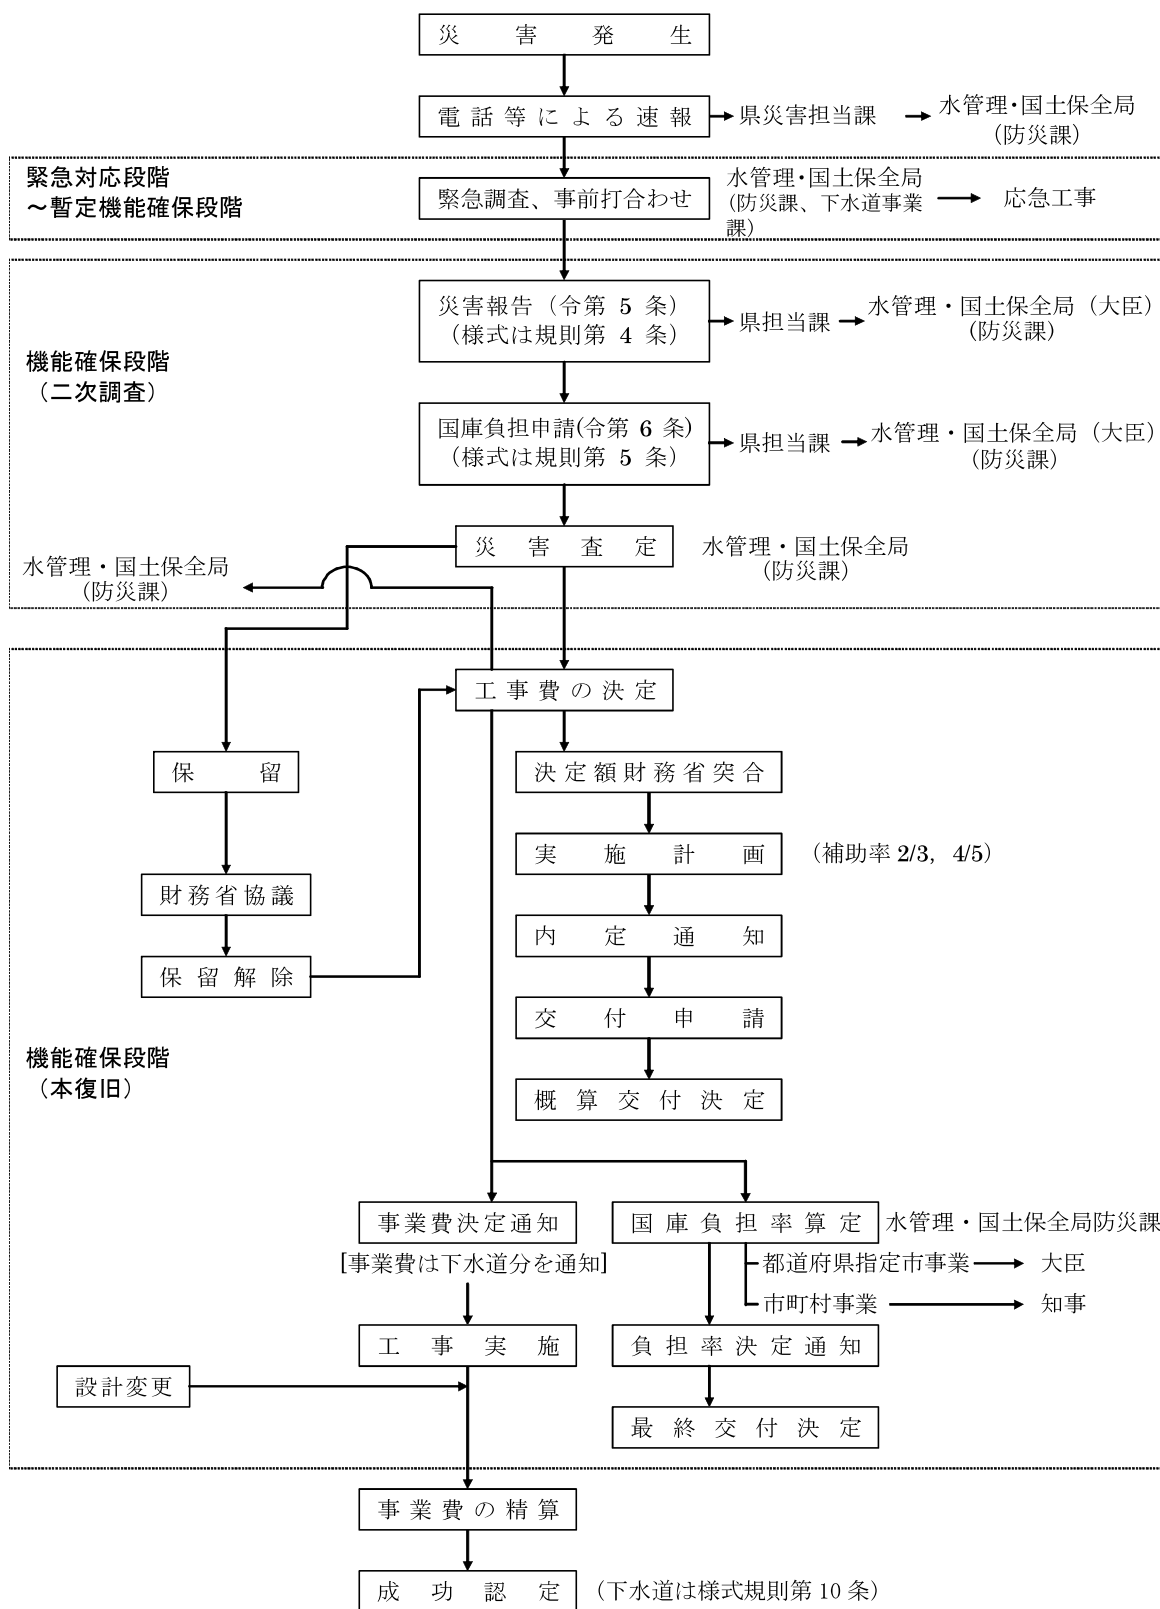 災害発生
電話等による速報
県災害担当課
水管理・国土保全局
(防災課)
緊急対応段階
～暫定機能確保段階
緊急調査、事前打合わせ
水管理・国土保全局
(防災課、下水道事業
課)
応急工事
災害報告（令第 5 条）
（様式は規則第 4 条）
県担当課
水管理・国土保全局（大臣）
(防災課)
機能確保段階
（二次調査）
国庫負担申請(令第 6 条)
（様式は規則第 5 条）
県担当課
水管理・国土保全局（大臣）
(防災課)
災害査定
水管理・国土保全局
(防災課)
水管理・国土保全局
(防災課)
工事費の決定
保留
決定額財務省突合
実施計画
（補助率 2/3，4/5）
財務省協議
内定通知
保留解除
交付申請
機能確保段階
（本復旧）
概算交付決定
事業費決定通知
[事業費は下水道分を通知]
国庫負担率算定
水管理・国土保全局防災課
都道府県指定市事業
大臣
市町村事業
知事
工事実施
負担率決定通知
設計変更
最終交付決定
事業費の精算
成功認定
（下水道は様式規則第 10 条）